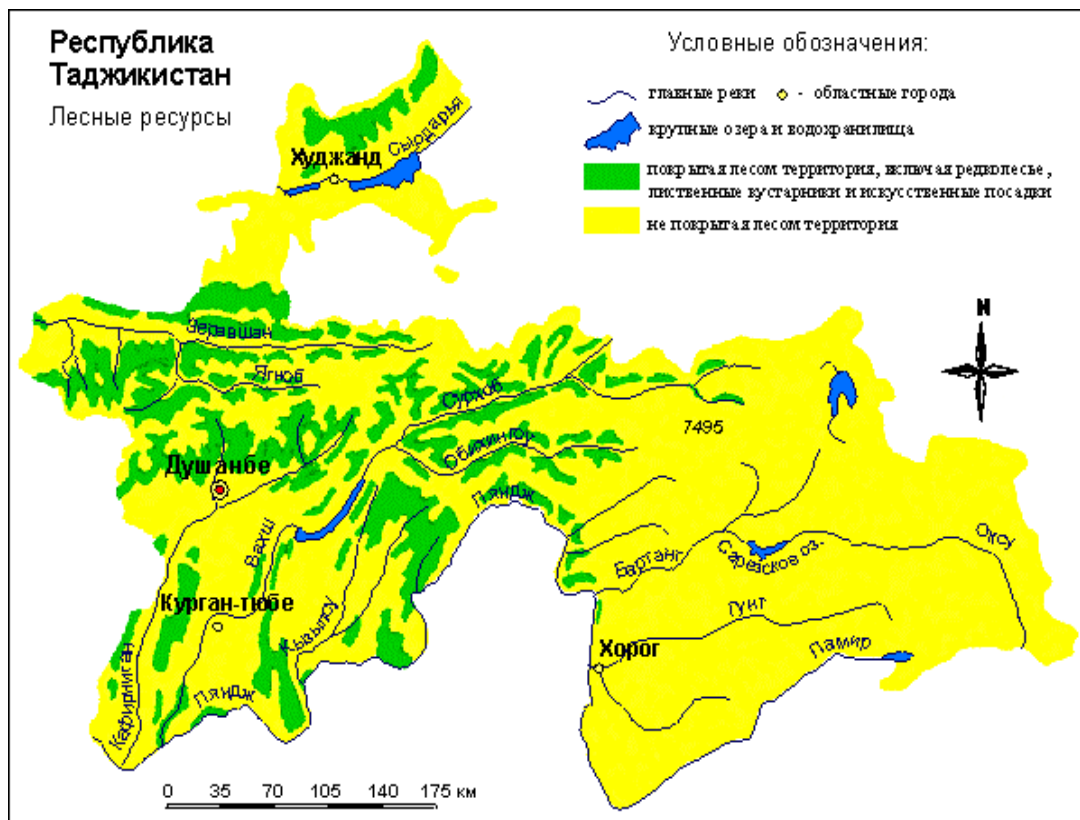 Республика
Таджикистан
Лесные ресурсы
Условные обозначения:
главные реки
- областные города
крупные озера и водохранилища
покрытая лесом территория, включая редколесье,
лиственные кустарники и искусственные посадки
не покрытая лесом территория
N
Сырдарья
Худжанд
Зеравшан
Ягноб
Сурхоб
7495
Обихингоу
Душанбе
Пяндж
Вахш
Бартанг
Сарезское оз.
Оксу
Курган-тюбе
Гунт
Кызылсу
Хорог
Памир
Кафирниган
Пяндж
0 35 70 105 140 175 км